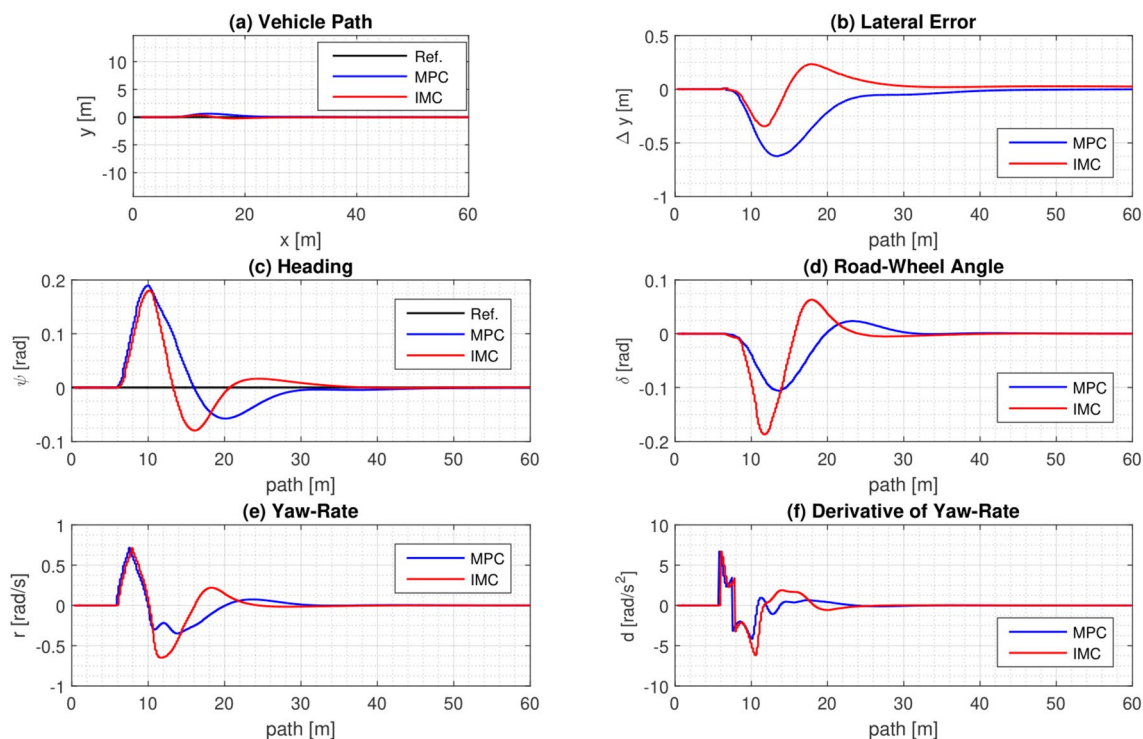 (a) Vehicle Path
10
5
0
-5
-10
y [m]
0
20
40
60
x [m]
Ref.
MPC
IMC
(b) Lateral Error
0.5
0
-0.5
-1
Δ y [m]
0
10
20
30
40
50
60
path [m]
MPC
IMC
(c) Heading
0.2
0.1
0
-0.1
ψ [rad]
0
10
20
30
40
50
60
path [m]
Ref.
MPC
IMC
(d) Road-Wheel Angle
0.1
0
-0.1
-0.2
δ [rad]
0
10
20
30
40
50
60
path [m]
MPC
IMC
(e) Yaw-Rate
1
0.5
0
-0.5
-1
r [rad/s]
0
10
20
30
40
50
60
path [m]
MPC
IMC
(f) Derivative of Yaw-Rate
10
5
0
-5
-10
d [rad/s²]
0
10
20
30
40
50
60
path [m]
MPC
IMC